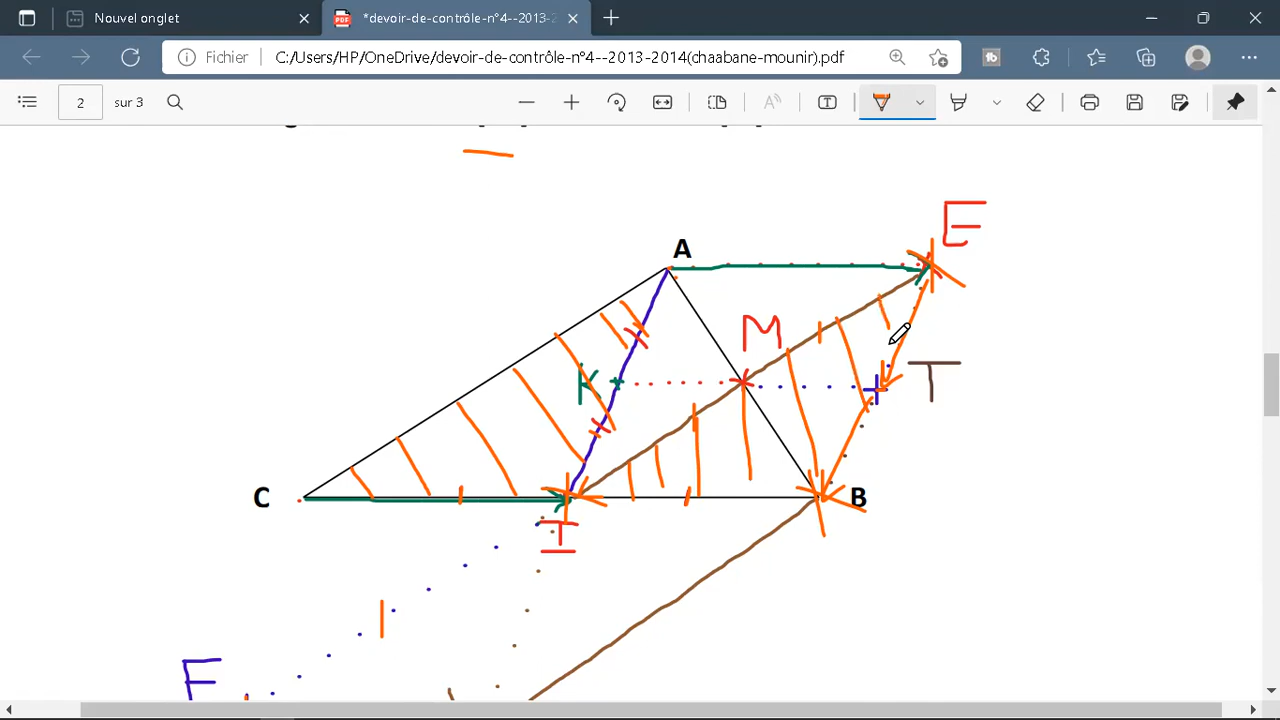 Nouvel onglet
*devoir-de-contrôle-n°4--2013-2
Fichier
C:/Users/HP/OneDrive/devoir-de-contrôle-n°4--2013-2014(chaabane-mounir).pdf
2
sur 3
A
E
M
K
T
C
B
I
F